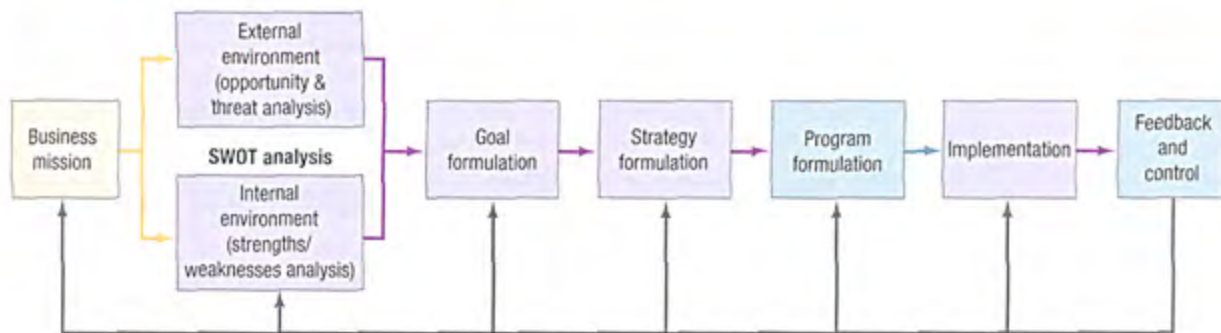 Business
mission
External
environment
(opportunity &
threat analysis)
SWOT analysis
Internal
environment
(strengths/
weaknesses analysis)
Goal
formulation
Strategy
formulation
Program
formulation
Implementation
Feedback
and
control